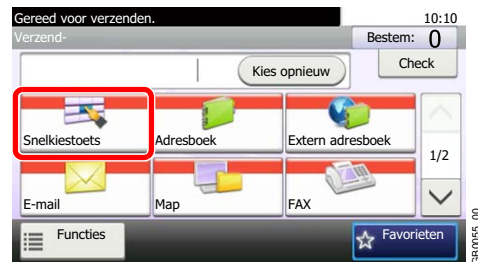 Gereed voor verzenden.
10:10
Verzend-
Bestem: 0
Kies opnieuw
Check
Snelkiestoets
Adresboek
Extern adresboek
1/2
E-mail
Map
FAX
Functies
Favorieten
GB0055_00